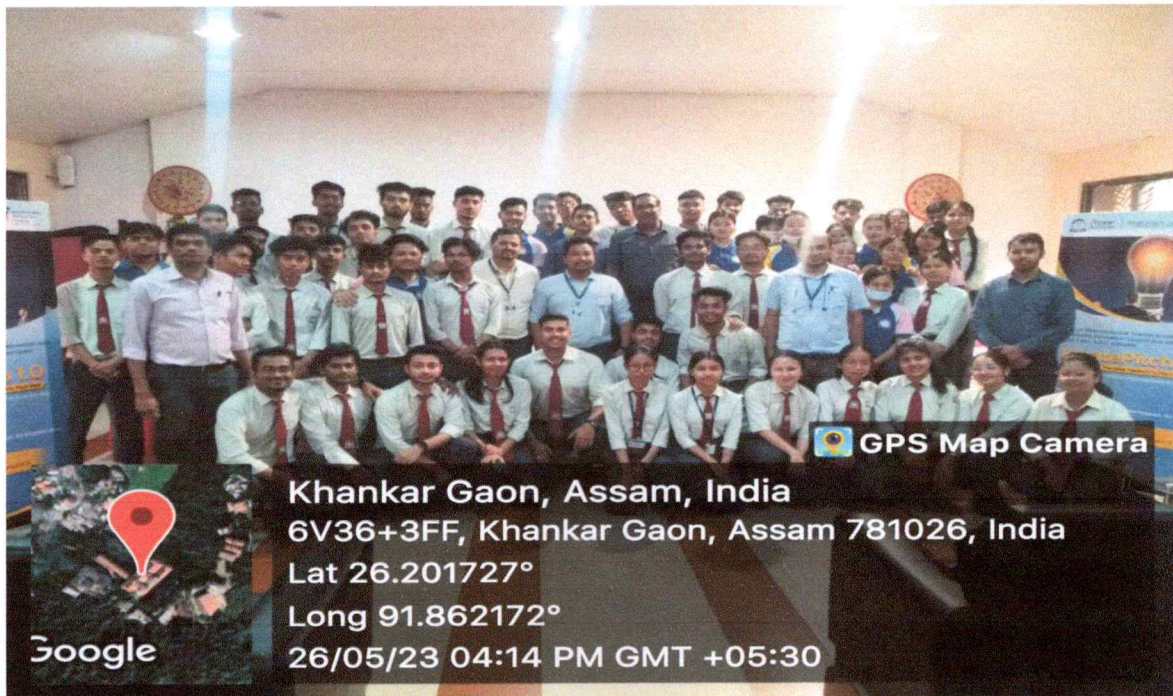 GPS Map Camera
Khankar Gaon, Assam, India
6V36+3FF, Khankar Gaon, Assam 781026, India
Lat 26.201727°
Long 91.862172°
26/05/23 04:14 PM GMT +05:30
Google